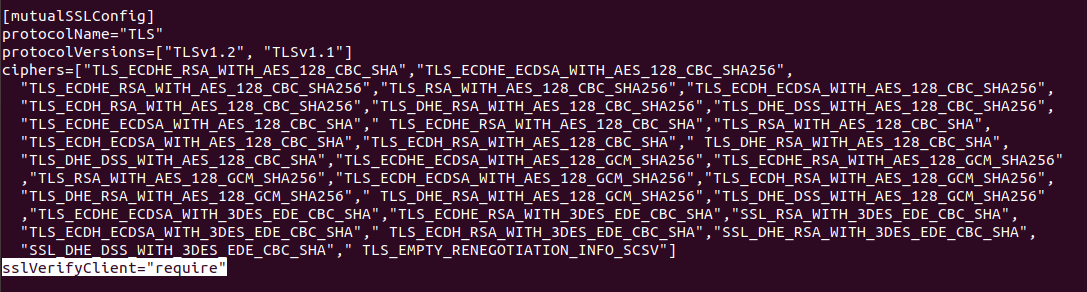 [mutualSSLConfig]
protocolName="TLS"
protocolVersions=["TLSv1.2", "TLSv1.1"]
ciphers=["TLS_ECDHE_RSA_WITH_AES_128_CBC_SHA","TLS_ECDHE_ECDSA_WITH_AES_128_CBC_SHA256",
"TLS_ECDHE_RSA_WITH_AES_128_CBC_SHA256","TLS_RSA_WITH_AES_128_CBC_SHA256","TLS_ECDH_ECDSA_WITH_AES_128_CBC_SHA256",
"TLS_ECDH_RSA_WITH_AES_128_CBC_SHA256","TLS_DHE_RSA_WITH_AES_128_CBC_SHA256","TLS_DHE_DSS_WITH_AES_128_CBC_SHA256",
"TLS_ECDHE_ECDSA_WITH_AES_128_CBC_SHA"," TLS_ECDHE_RSA_WITH_AES_128_CBC_SHA","TLS_RSA_WITH_AES_128_CBC_SHA",
"TLS_ECDH_ECDSA_WITH_AES_128_CBC_SHA","TLS_ECDH_RSA_WITH_AES_128_CBC_SHA"," TLS_DHE_RSA_WITH_AES_128_CBC_SHA",
"TLS_DHE_DSS_WITH_AES_128_CBC_SHA","TLS_ECDHE_ECDSA_WITH_AES_128_GCM_SHA256","TLS_ECDHE_RSA_WITH_AES_128_GCM_SHA256"
,"TLS_RSA_WITH_AES_128_GCM_SHA256","TLS_ECDH_ECDSA_WITH_AES_128_GCM_SHA256","TLS_ECDH_RSA_WITH_AES_128_GCM_SHA256",
"TLS_DHE_RSA_WITH_AES_128_GCM_SHA256"," TLS_DHE_RSA_WITH_AES_128_GCM_SHA256","TLS_DHE_DSS_WITH_AES_128_GCM_SHA256"
,"TLS_ECDHE_ECDSA_WITH_3DES_EDE_CBC_SHA","TLS_ECDHE_RSA_WITH_3DES_EDE_CBC_SHA","SSL_RSA_WITH_3DES_EDE_CBC_SHA",
"TLS_ECDH_ECDSA_WITH_3DES_EDE_CBC_SHA"," TLS_ECDH_RSA_WITH_3DES_EDE_CBC_SHA","SSL_DHE_RSA_WITH_3DES_EDE_CBC_SHA",
"SSL_DHE_DSS_WITH_3DES_EDE_CBC_SHA"," TLS_EMPTY_RENEGOTIATION_INFO_SCSV"]
sslVerifyClient="require"